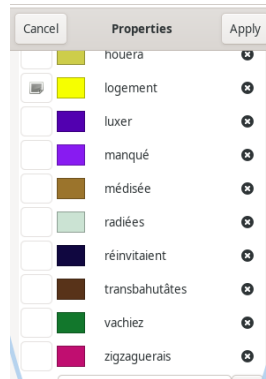 Cancel Properties Apply
houera
logement
luxer
manqué
médisée
radiées
réinvitaient
transbahutâtes
vachiez
zigzaguerais